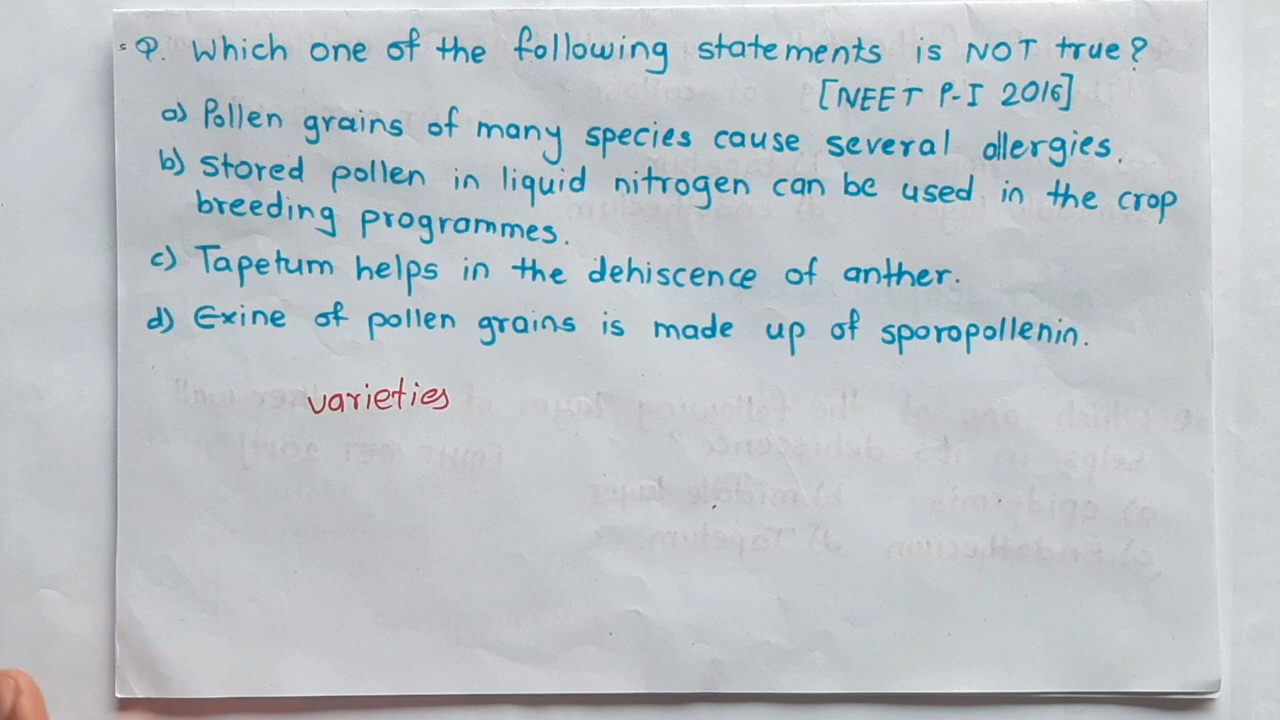 Q. Which one of the following statements is NOT true?
[NEET P-I 2016]
a) Pollen grains of many species cause several allergies.
b) Stored pollen in liquid nitrogen can be used in the crop
breeding programmes.
c) Tapetum helps in the dehiscence of anther.
d) Exine of pollen grains is made up of sporopollenin.
varieties